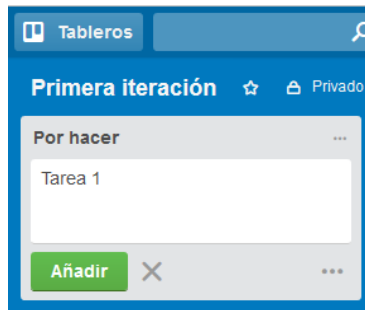 Tableros
Primera iteración Privado
Por hacer
Tarea 1
Añadir